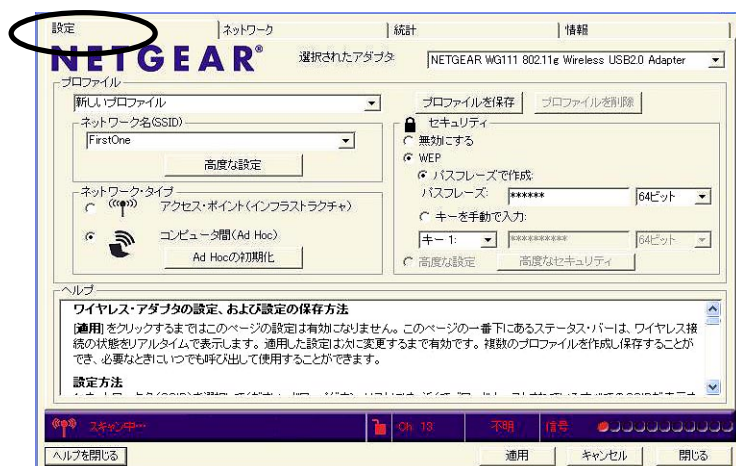 設定
ネットワーク
統計
情報
NETGEAR®
選択されたアダプタ
NETGEAR WG111 802.11g Wireless USB2.0 Adapter
プロファイル
新しいプロファイル
プロファイルを保存
プロファイルを削除
ネットワーク名(SSID)
FirstOne
高度な設定
ネットワーク・タイプ
アクセス・ポイント(インフラストラクチャ)
コンピュータ間(Ad Hoc)
Ad Hocの初期化
セキュリティ
無効にする
WEP
パスフレーズで作成:
パスフレーズ: ******
64ビット
キーを手動で入力:
キー 1: **********
64ビット
高度な設定
高度なセキュリティ
ヘルプ
ワイヤレス・アダプタの設定、および設定の保存方法
[適用] をクリックするまではこのページの設定は有効になりません。このページの一番下にあるステータス・バーは、ワイヤレス接
続の状態をリアルタイムで表示します。適用した設定は次に変更するまで有効です。複数のプロファイルを作成し保存することが
でき、必要なときにいつでも呼び出して使用することができます。
設定方法
スキャン中…
Ch 13
不明
信号
ヘルプを閉じる
適用
キャンセル
閉じる